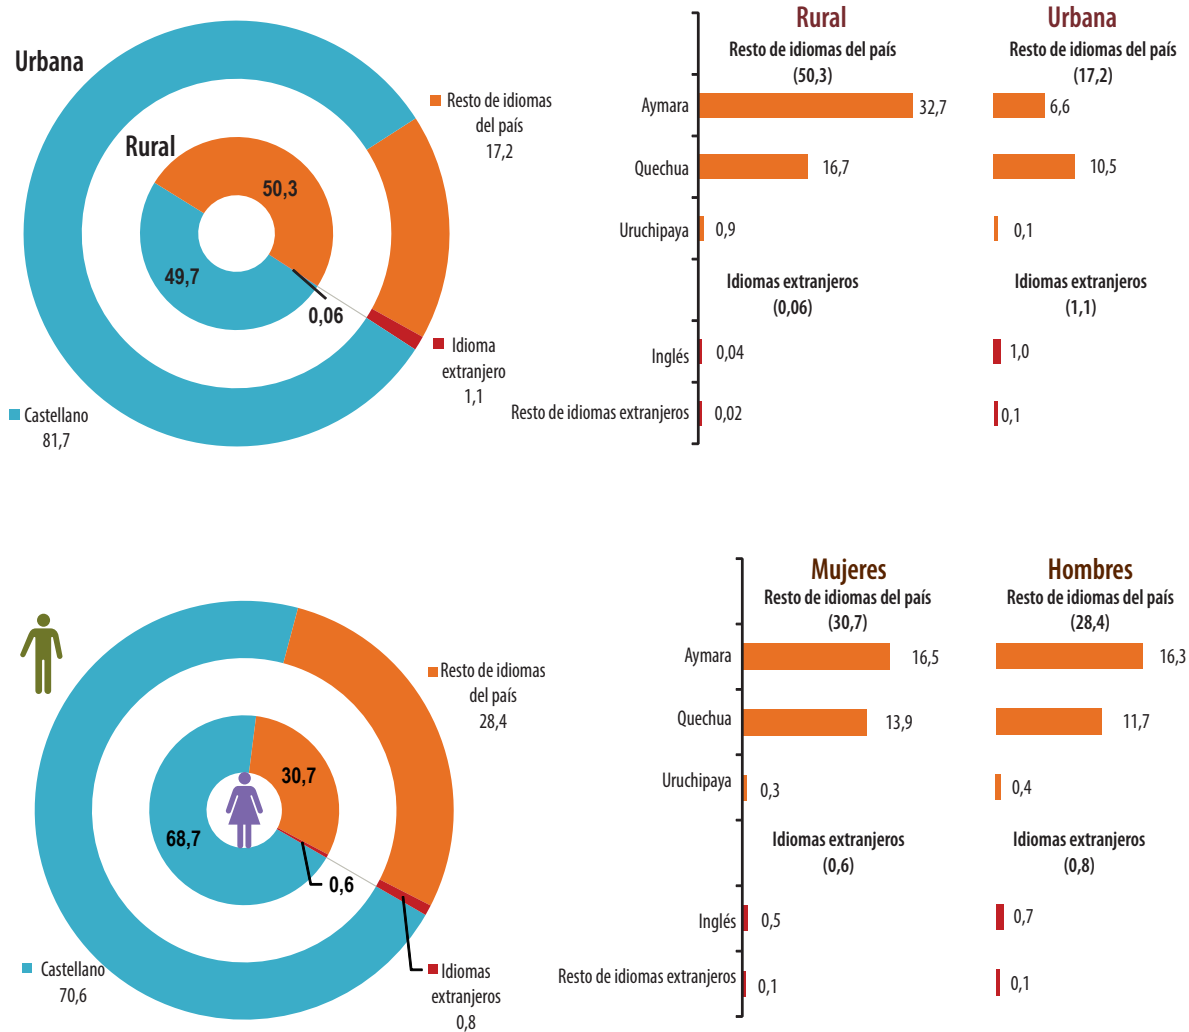 Urbana
Rural
Resto de idiomas
del país
17,2
50,3
49,7
0,06
Idioma
extranjero
1,1
Castellano
81,7
Rural
Urbana
Resto de idiomas del país
(50,3)
Resto de idiomas del país
(17,2)
Aymara
32,7
6,6
Quechua
16,7
10,5
Uruchipaya
0,9
0,1
Idiomas extranjeros
(0,06)
Idiomas extranjeros
(1,1)
Inglés
0,04
1,0
Resto de idiomas extranjeros
0,02
0,1
Resto de idiomas
del país
28,4
30,7
68,7
0,6
Castellano
70,6
Idiomas
extranjeros
0,8
Mujeres
Hombres
Resto de idiomas del país
(30,7)
Resto de idiomas del país
(28,4)
Aymara
16,5
16,3
Quechua
13,9
11,7
Uruchipaya
0,3
0,4
Idiomas extranjeros
(0,6)
Idiomas extranjeros
(0,8)
Inglés
0,5
0,7
Resto de idiomas extranjeros
0,1
0,1